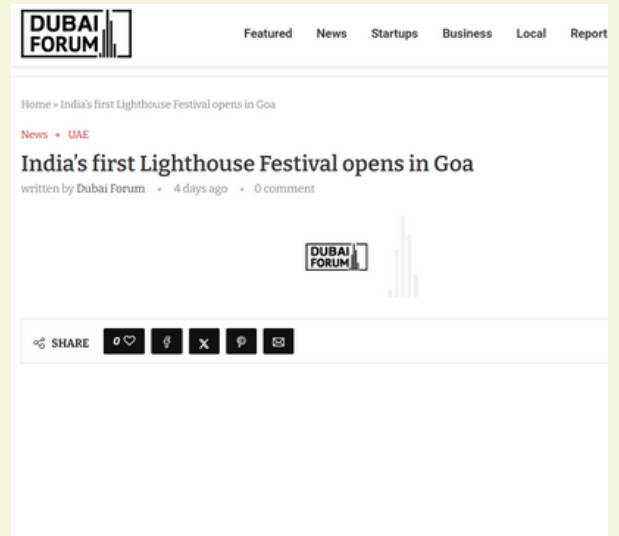 DUBAI
FORUM
Featured News Startups Business Local Report
Home » India's first Lighthouse Festival opens in Goa
News • UAE
India's first Lighthouse Festival opens in Goa
written by Dubai Forum • 4 days ago • 0 comment
DUBAI
FORUM
SHARE 0